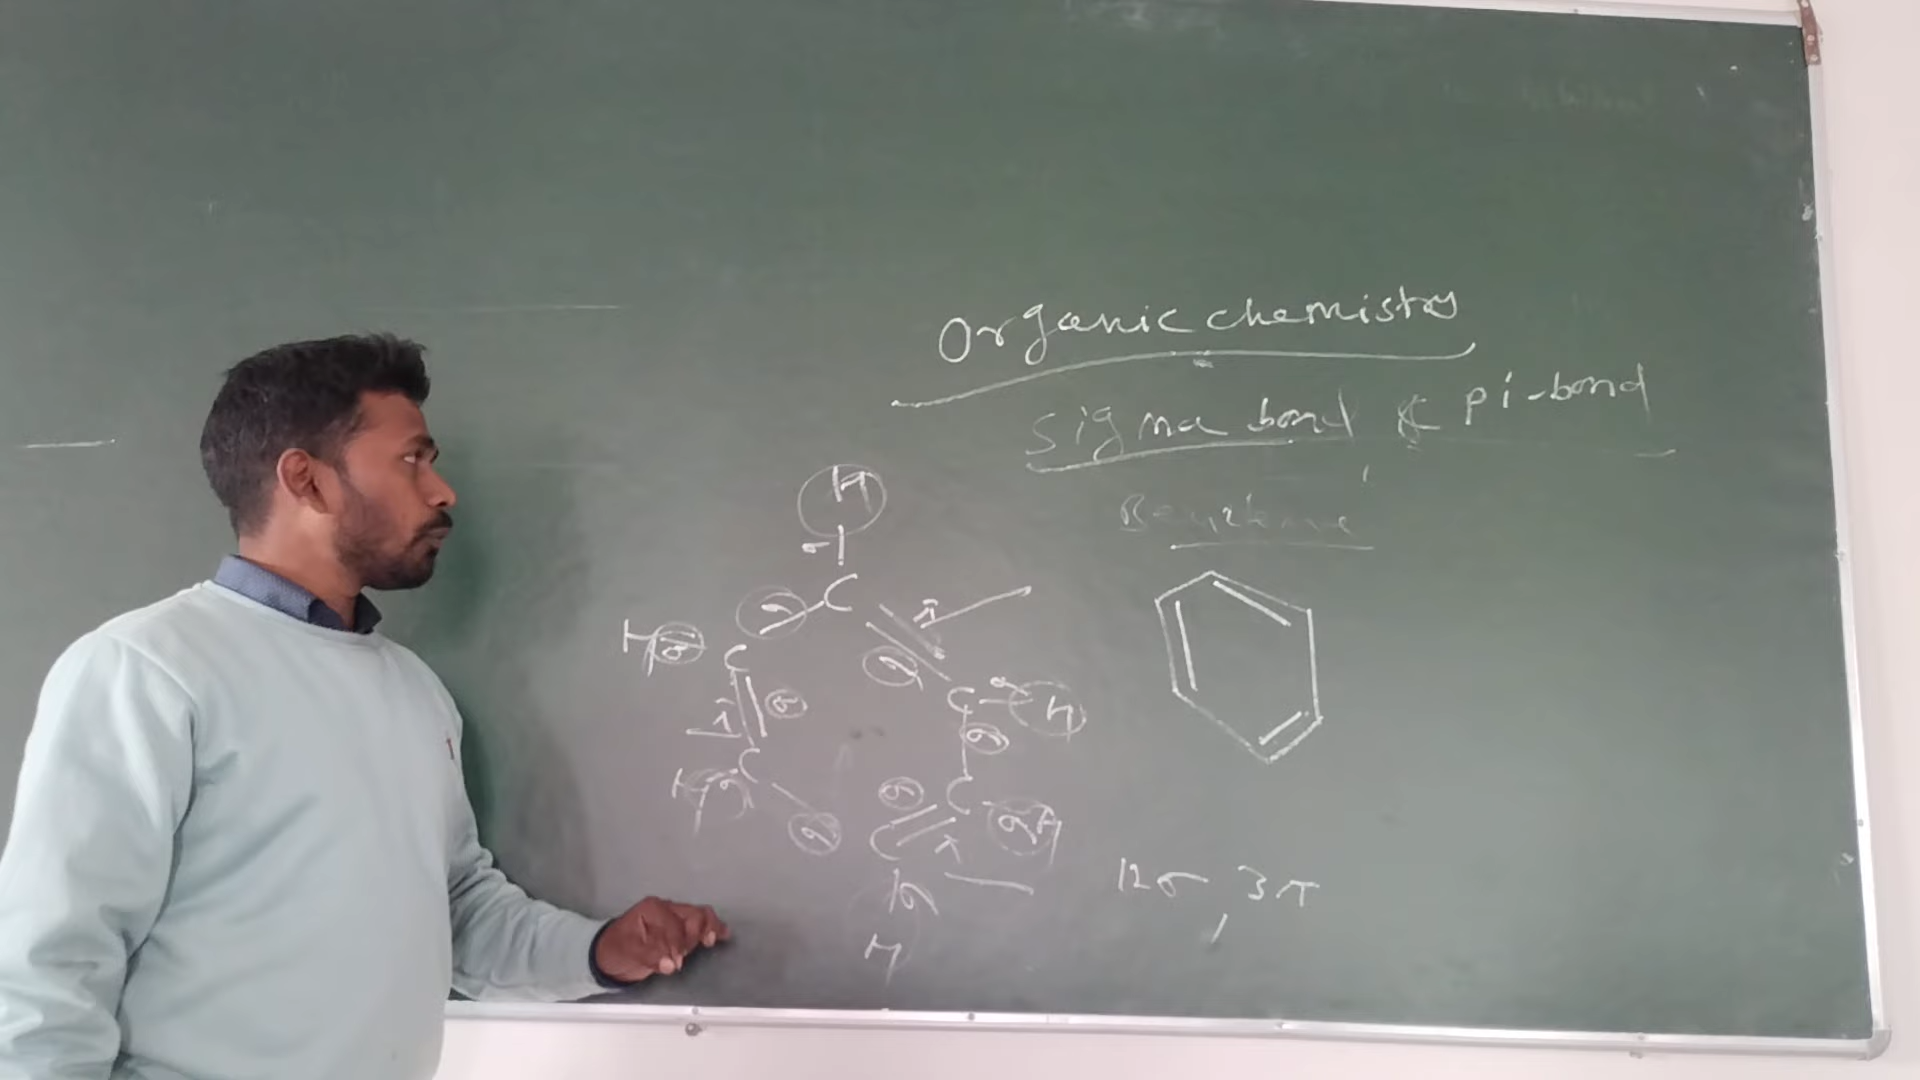 Organic chemistry
Sigma bond & pi-bond
Benzene
H
σ
C
σ
π
H σ C
σ
C σ H
π σ
σ
H σ C
σ C σ H
σ
C π
σ
H
12σ, 3π